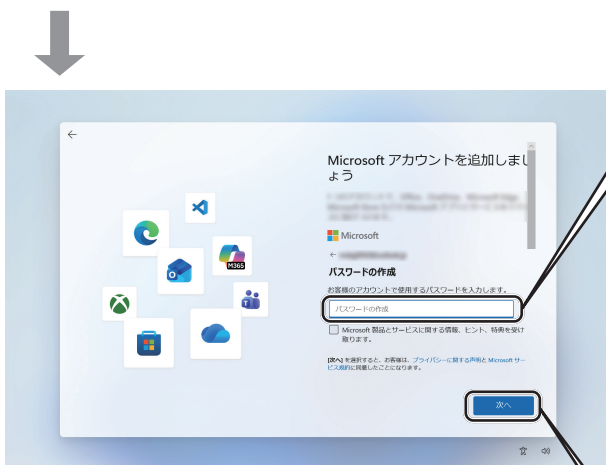 Microsoft アカウントを追加しまし
ょう
Microsoft
パスワードの作成
お客様のアカウントで使用するパスワードを入力します。
パスワードの作成
Microsoft 製品とサービスに関する情報、ヒント、特典を受け
取ります。
[次へ] を選択すると、お客様は、プライバシーに関する声明と Microsoft サー
ビス規約に同意したことになります。
M365
次へ